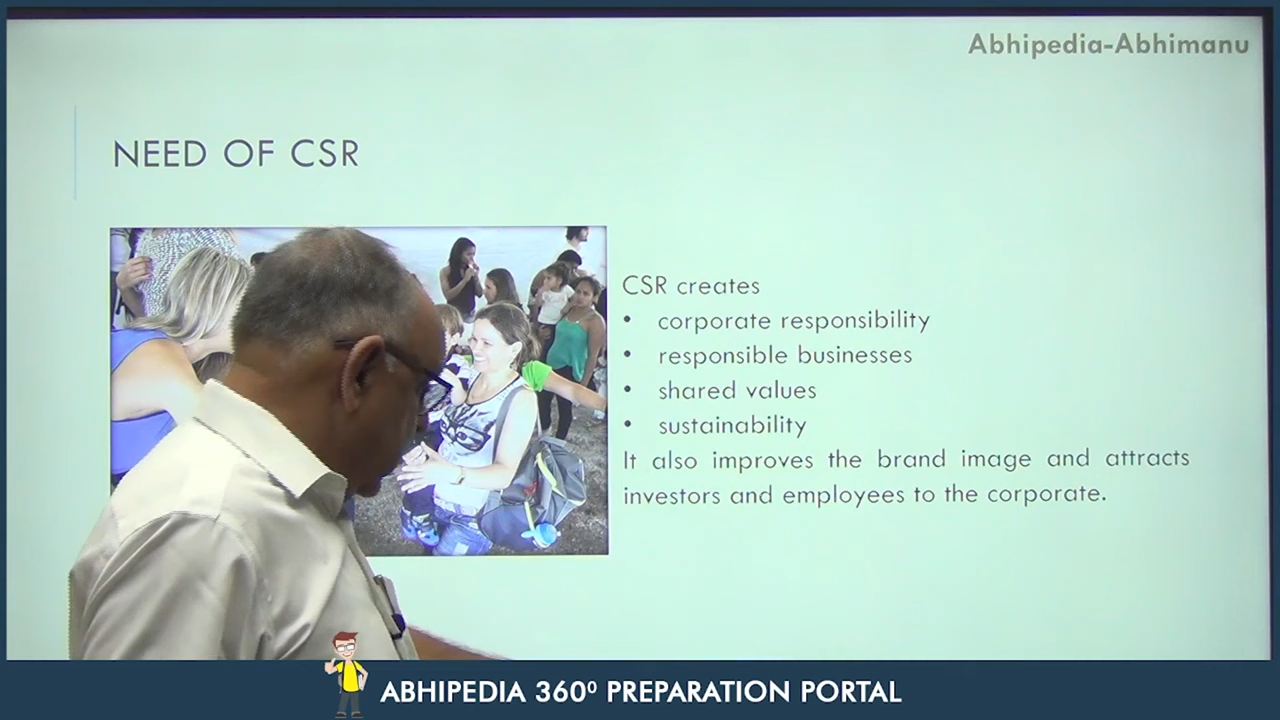 Abhipedia-Abhimanu
NEED OF CSR
CSR creates
• corporate responsibility
• responsible businesses
• shared values
• sustainability
It also improves the brand image and attracts
investors and employees to the corporate.
ABHIPEDIA 360⁰ PREPARATION PORTAL